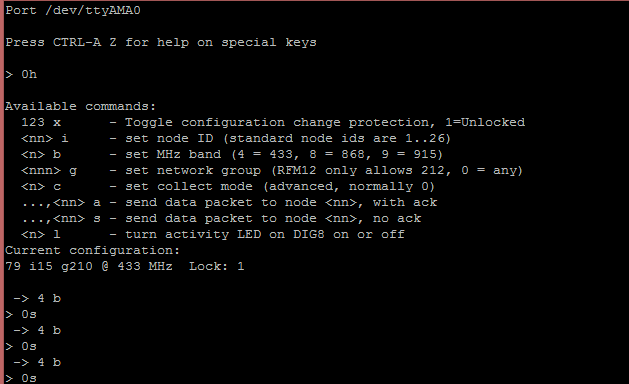 Port /dev/ttyAMA0
Press CTRL-A Z for help on special keys
> 0h
Available commands:
123 x - Toggle configuration change protection, 1=Unlocked
<nn> i - set node ID (standard node ids are 1..26)
<n> b - set MHz band (4 = 433, 8 = 868, 9 = 915)
<nnn> g - set network group (RFM12 only allows 212, 0 = any)
<n> c - set collect mode (advanced, normally 0)
...,<nn> a - send data packet to node <nn>, with ack
...,<nn> s - send data packet to node <nn>, no ack
<n> l - turn activity LED on DIG8 on or off
Current configuration:
79 i15 g210 @ 433 MHz Lock: 1
-> 4 b
> 0s
-> 4 b
> 0s
-> 4 b
> 0s